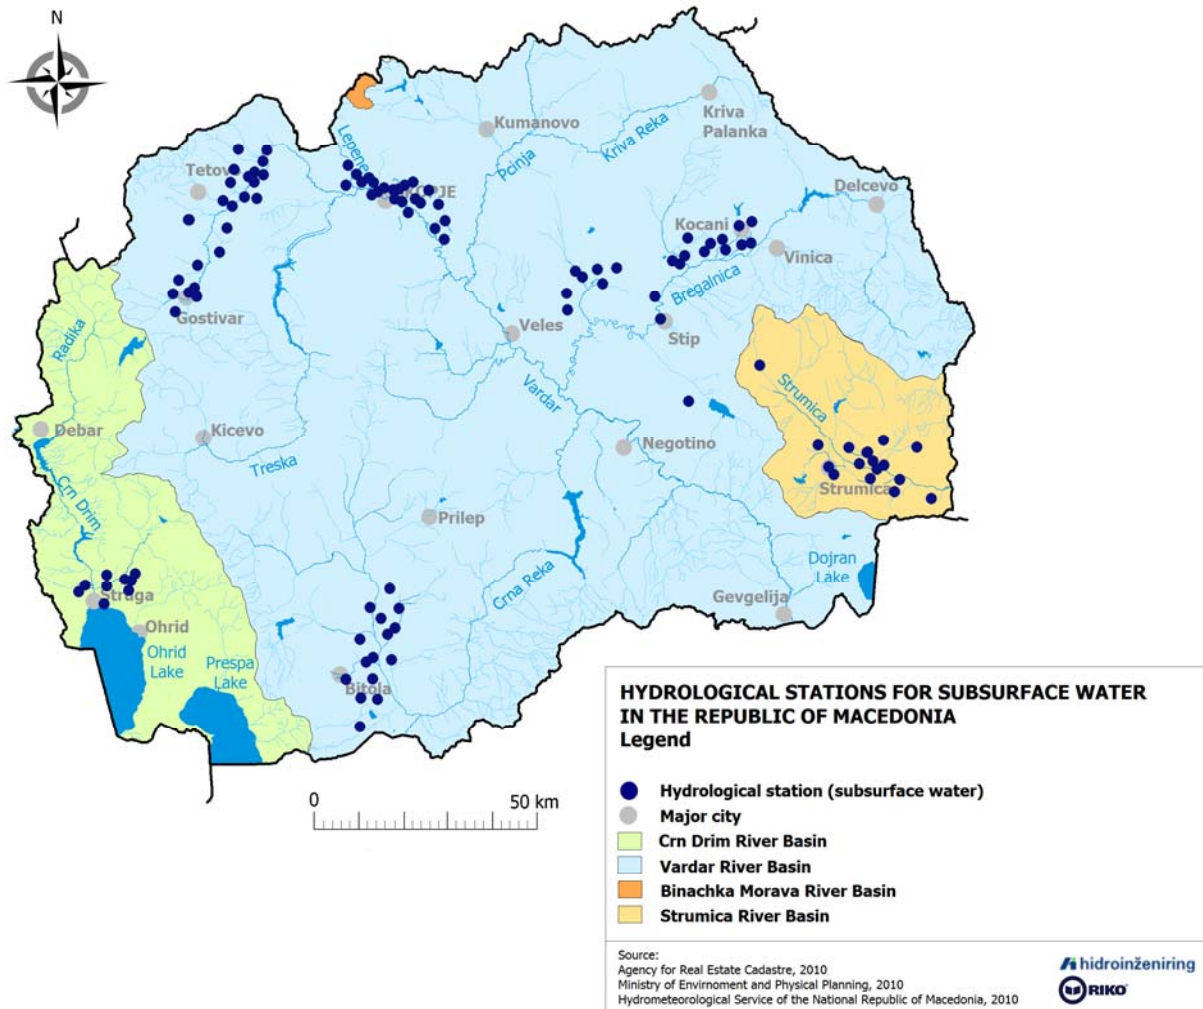 N
Kumanovo
Kriva
Palanka
Lepene
Pcinja
Kriva Reka
Tetov
OPJE
Delcevo
Kocani
Vinica
Bregalnica
Gostivar
Veles
Stip
Radika
Vardar
Strumica
Debar
Kicevo
Treska
Negotino
Strumica
Crn Drim
Prilep
Crna Reka
Dojran
Lake
Struga
Gevgelija
Ohrid
Ohrid
Lake
Prespa
Lake
Bitola
0 50 km
HYDROLOGICAL STATIONS FOR SUBSURFACE WATER
IN THE REPUBLIC OF MACEDONIA
Legend
Hydrological station (subsurface water)
Major city
Crn Drim River Basin
Vardar River Basin
Binachka Morava River Basin
Strumica River Basin
Source:
Agency for Real Estate Cadastre, 2010
Ministry of Envirnoment and Physical Planning, 2010
Hydrometeorological Service of the National Republic of Macedonia, 2010
hidroinženiring
RIKO